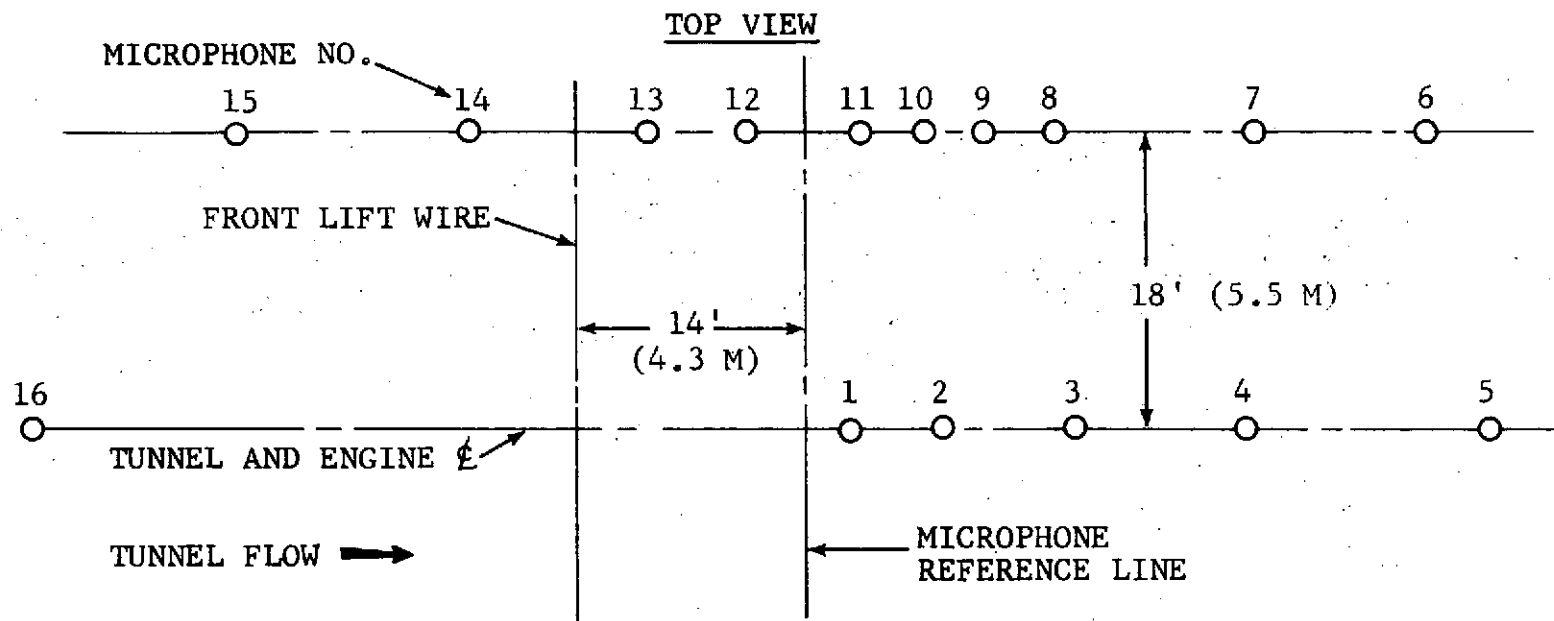 TOP VIEW
MICROPHONE NO.
15 14 13 12 11 10 9 8 7 6
FRONT LIFT WIRE
18' (5.5 M)
14'
(4.3 M)
16 1 2 3 4 5
TUNNEL AND ENGINE ℄
TUNNEL FLOW
MICROPHONE
REFERENCE LINE